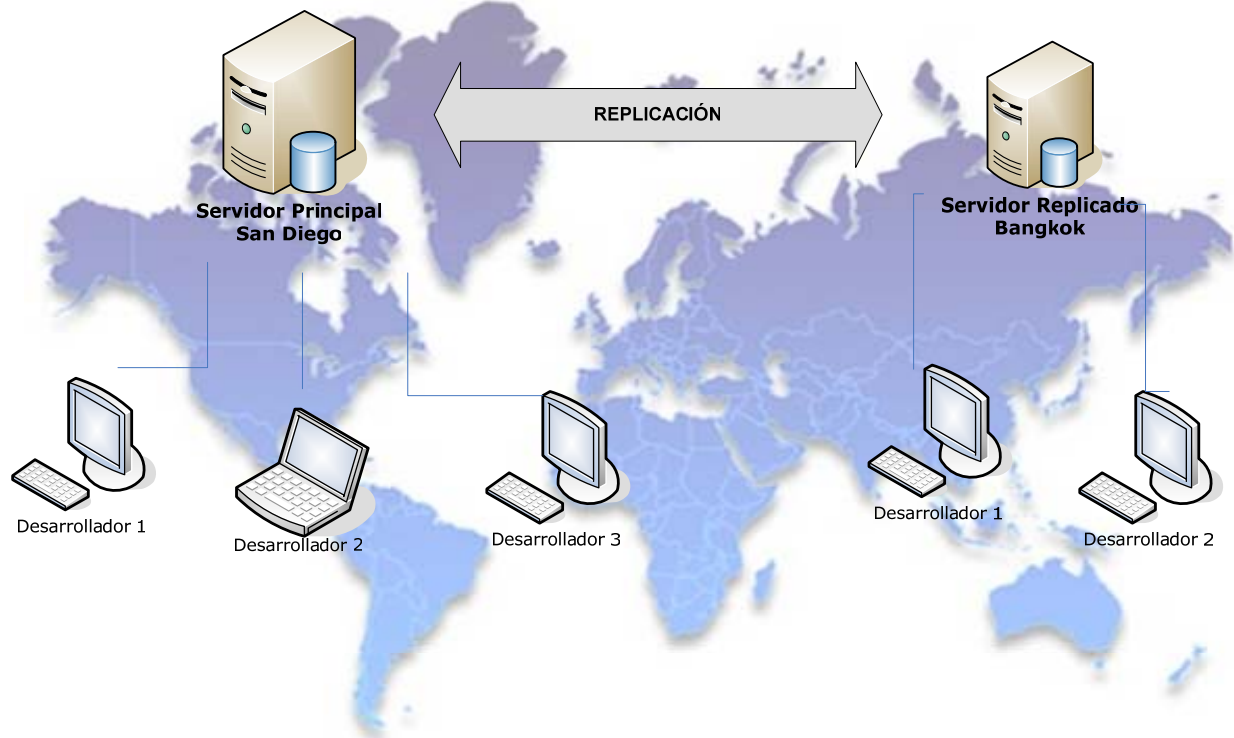 REPLICACIÓN
Servidor Principal
San Diego
Servidor Replicado
Bangkok
Desarrollador 1
Desarrollador 2
Desarrollador 3
Desarrollador 1
Desarrollador 2